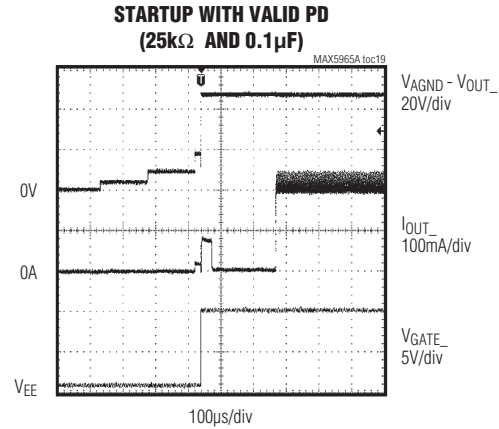 STARTUP WITH VALID PD
(25kΩ AND 0.1µF)
MAX5965A toc19
VAGND - VOUT_
20V/div
0V
IOUT_
100mA/div
0A
VGATE_
5V/div
VEE
100µs/div